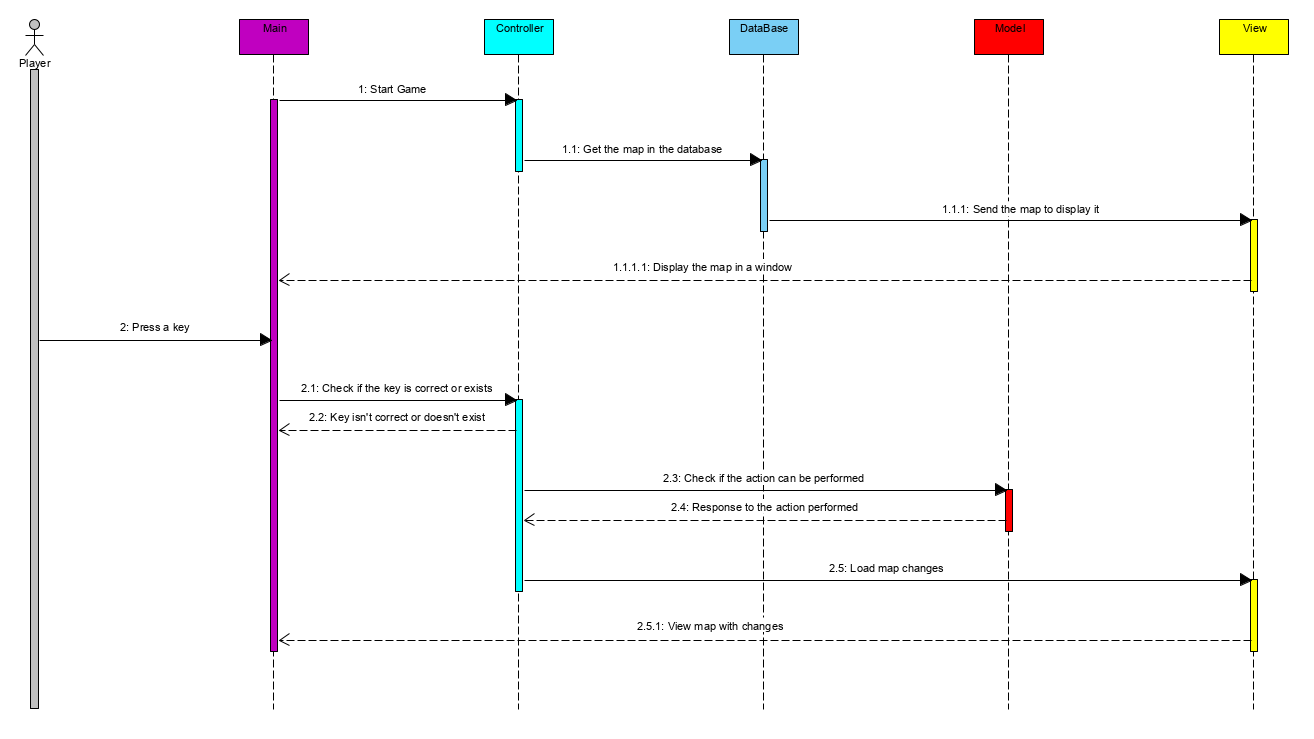 Player
Main
Controller
DataBase
Model
View
1: Start Game
1.1: Get the map in the database
1.1.1: Send the map to display it
1.1.1.1: Display the map in a window
2: Press a key
2.1: Check if the key is correct or exists
2.2: Key isn't correct or doesn't exist
2.3: Check if the action can be performed
2.4: Response to the action performed
2.5: Load map changes
2.5.1: View map with changes